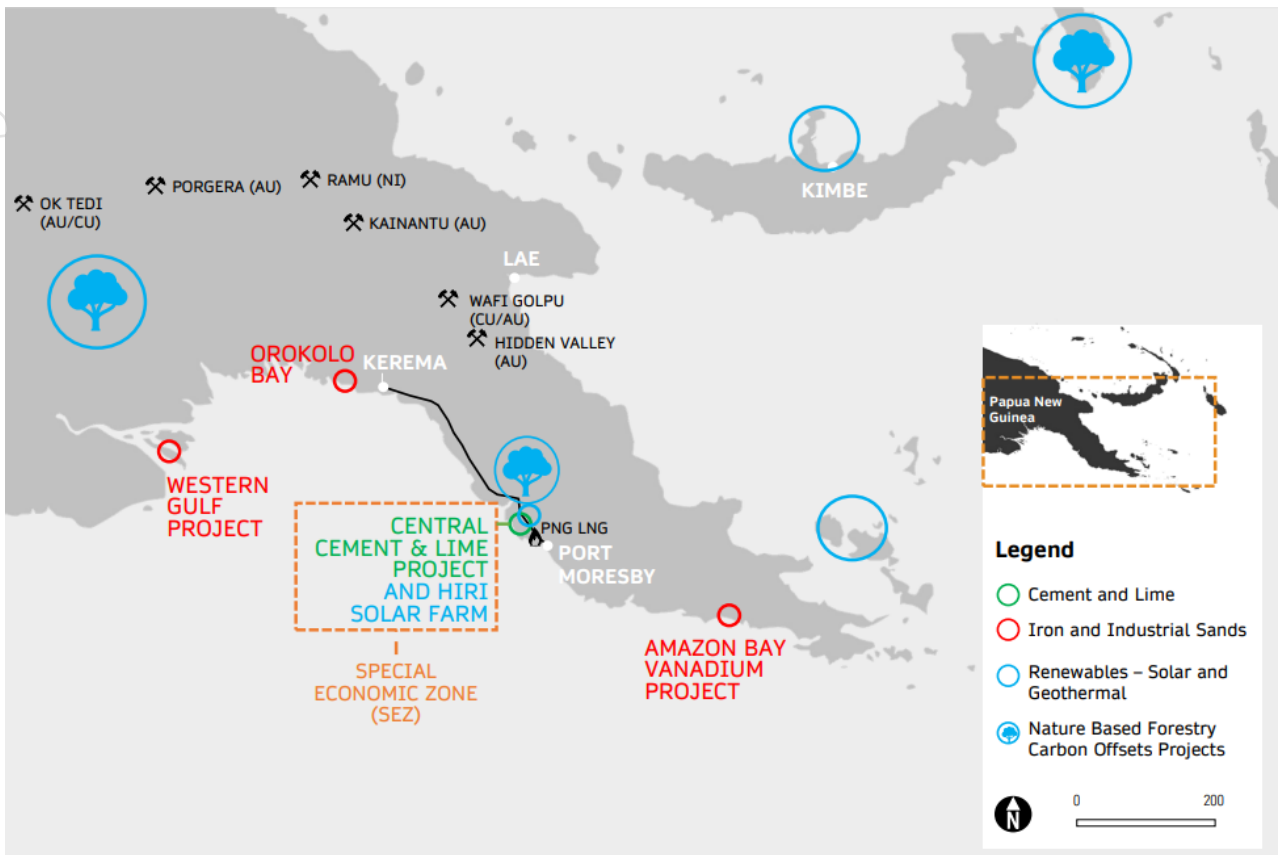 OK TEDI
(AU/CU)
PORGERA (AU)
RAMU (NI)
KAINANTU (AU)
KIMBE
LAE
WAFI GOLPU
(CU/AU)
HIDDEN VALLEY
(AU)
OROKOLO
BAY
KEREMA
WESTERN
GULF
PROJECT
CENTRAL
CEMENT & LIME
PROJECT
AND HIRI
SOLAR FARM
SPECIAL
ECONOMIC ZONE
(SEZ)
PNG LNG
PORT
MORESBY
AMAZON BAY
VANADIUM
PROJECT
Papua New
Guinea
Legend
Cement and Lime
Iron and Industrial Sands
Renewables – Solar and
Geothermal
Nature Based Forestry
Carbon Offsets Projects
N
0 200